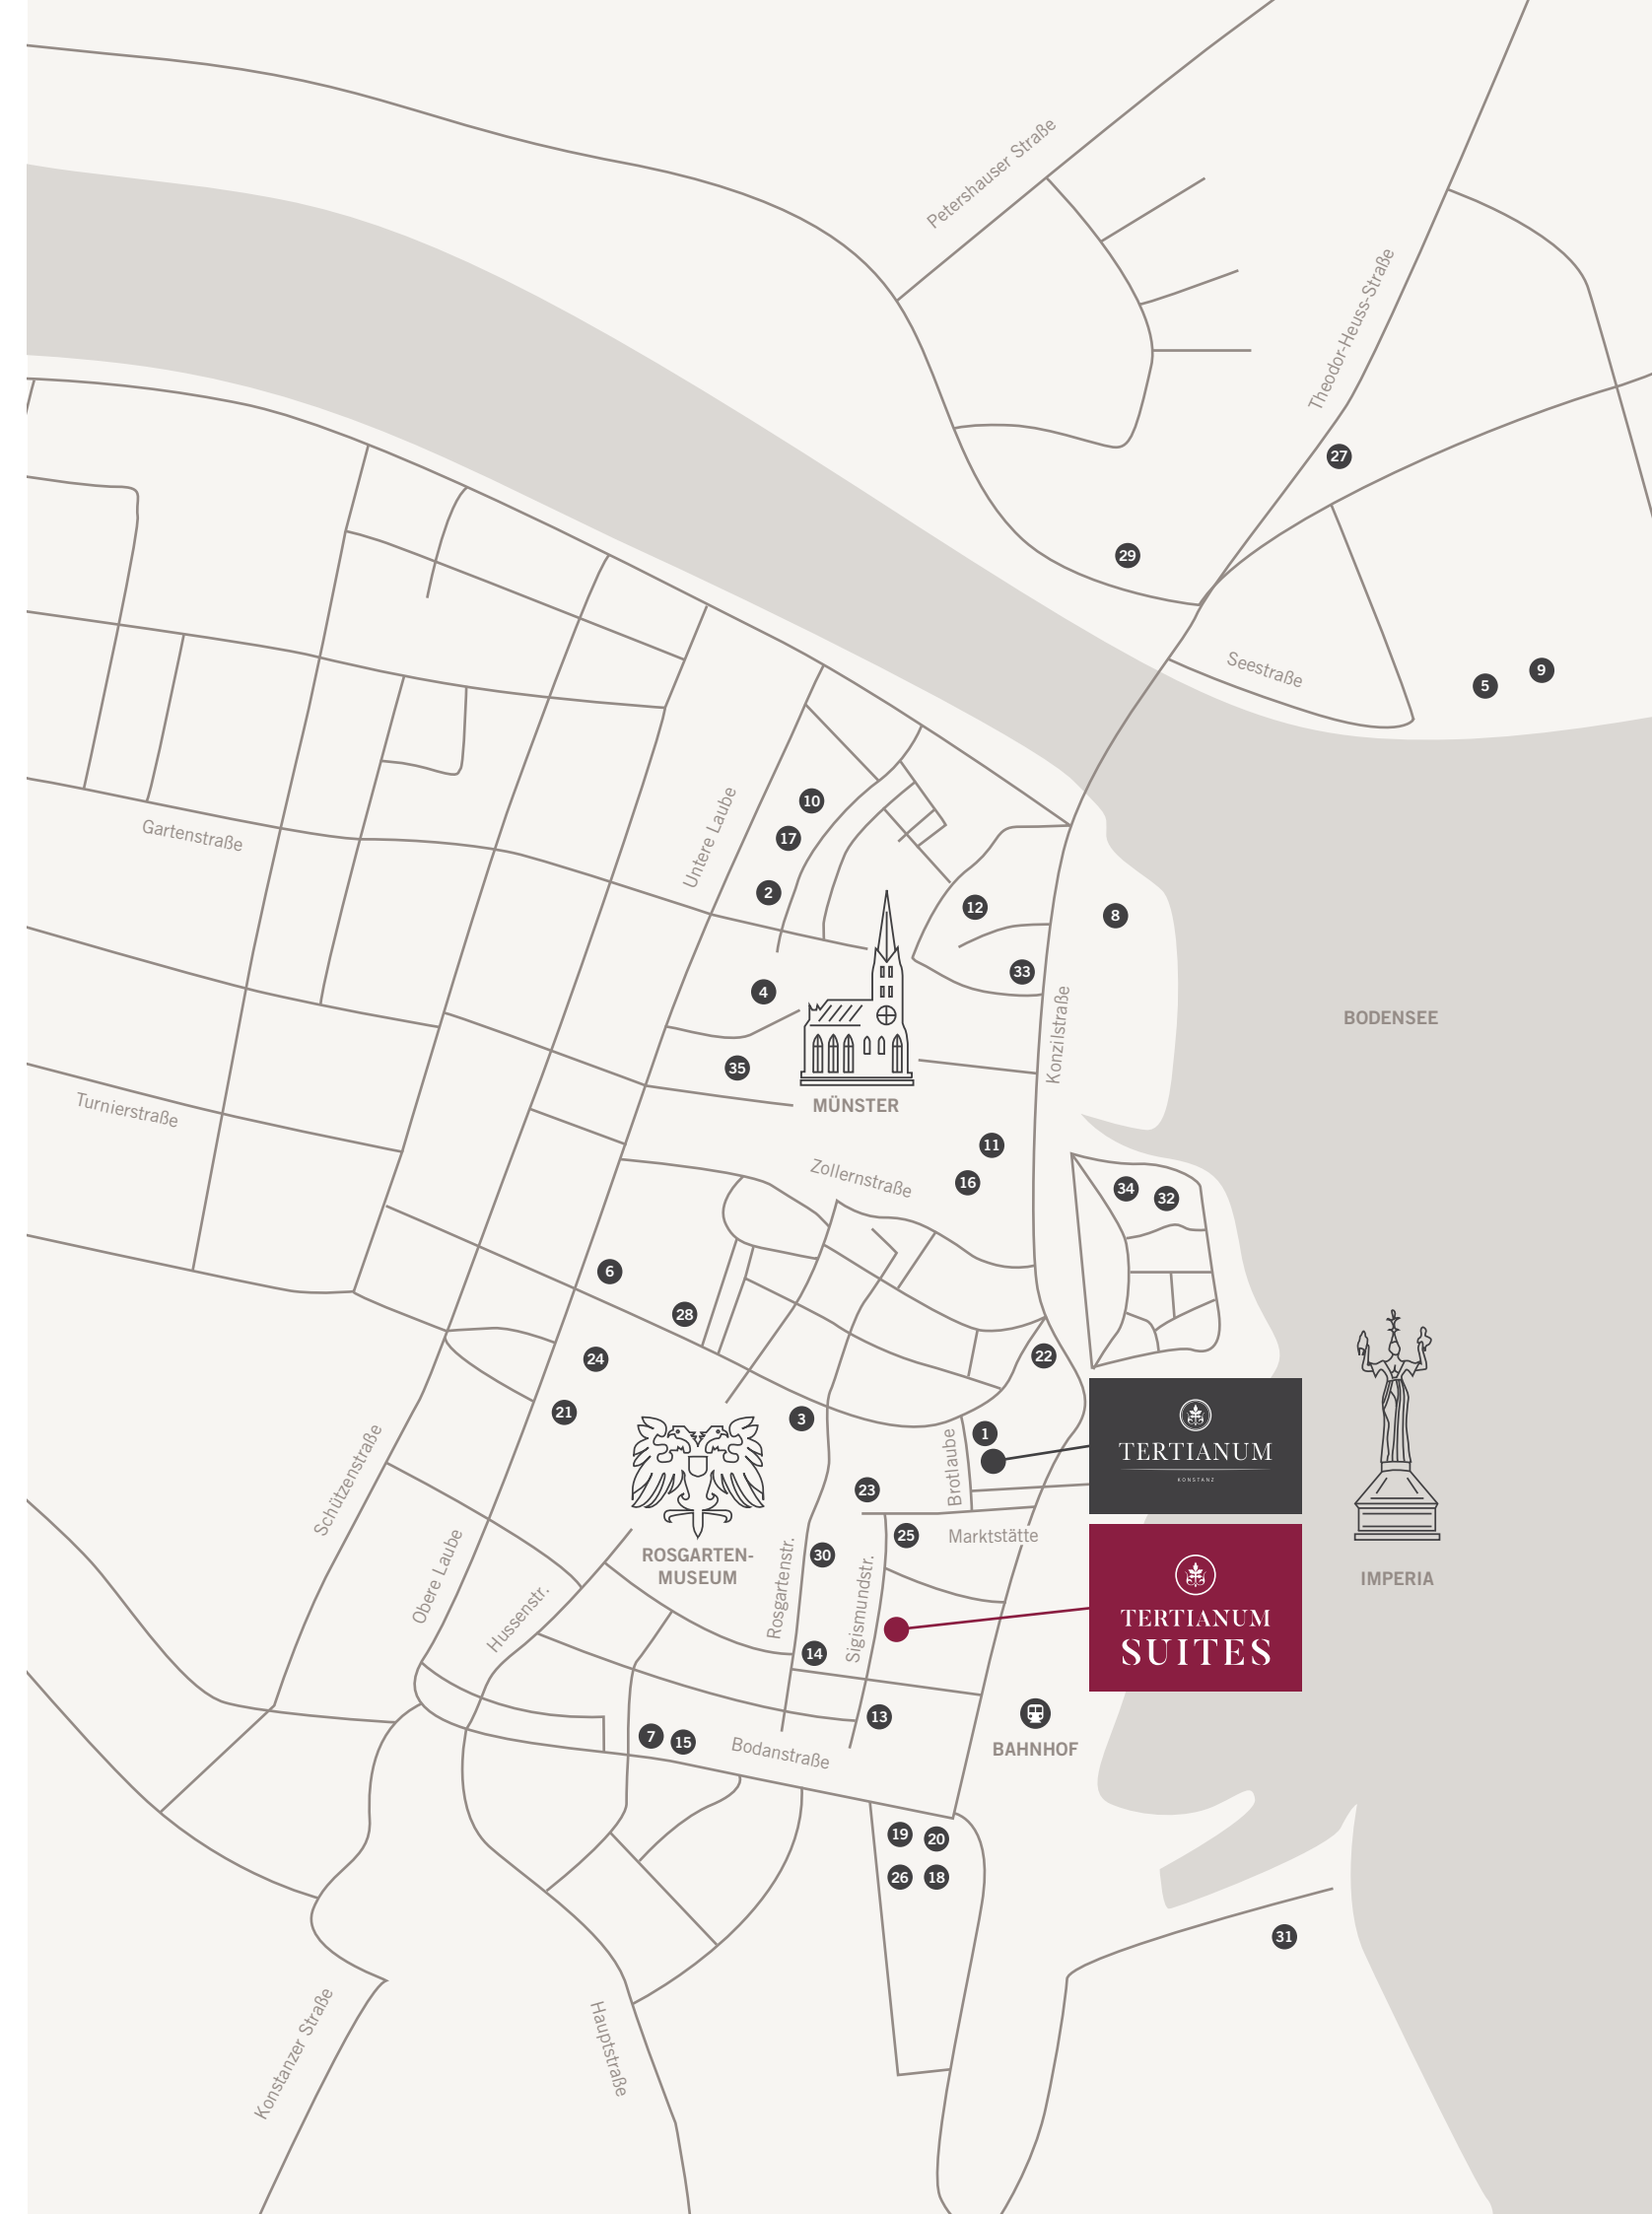 Petershauser Straße
Theodor-Heuss-Straße
27
29
Seestraße
9
5
10
Untere Laube
17
Gartenstraße
2
12
8
33
4
BODENSEE
Konzilstraße
35
MÜNSTER
Turnierstraße
11
Zollernstraße
16
34
32
6
28
22
24
21
3
1
TERTIANUM
KONSTANZ
Brotlaube
Schützenstraße
23
25
Marktstätte
30
ROSGARTEN-
MUSEUM
IMPERIA
Obere Laube
Hussenstr.
Rosgartenstr.
Sigismundstr.
TERTIANUM
SUITES
14
13
BAHNHOF
7
15
Bodanstraße
19
20
26
18
31
Konstanzer Straße
Hauptstraße